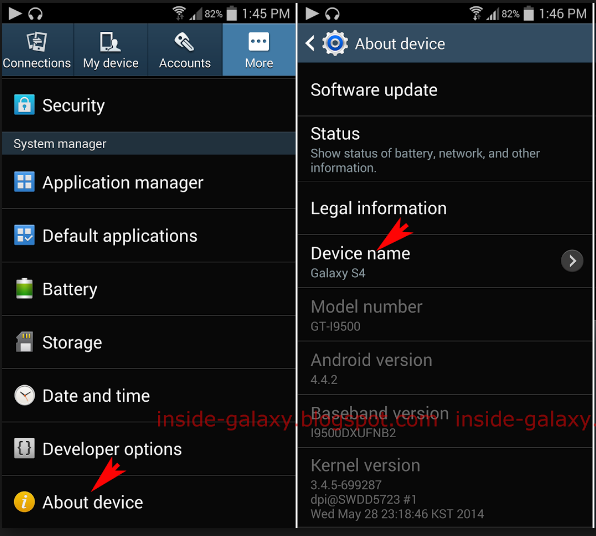 82% 1:45 PM
Connections My device Accounts More
Security
System manager
Application manager
Default applications
Battery
Storage
Date and time
Developer options
About device
82% 1:46 PM
About device
Software update
Status
Show status of battery, network, and other
information.
Legal information
Device name
Galaxy S4
Model number
GT-I9500
Android version
4.4.2
Baseband version
I9500DXUFNB2
Kernel version
3.4.5-699287
dpi@SWDD5723 #1
Wed May 28 23:18:46 KST 2014
inside-galaxy.blogspot.com inside-galaxy.